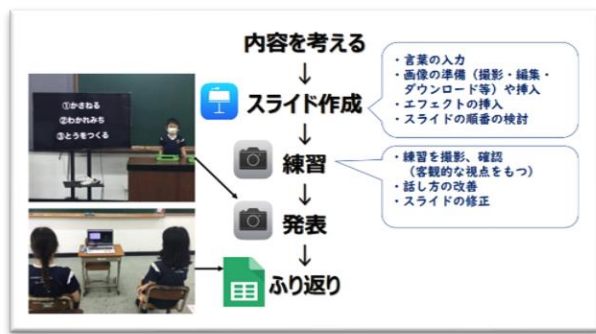 内容を考える
↓
スライド作成
↓
練習
↓
発表
↓
ふり返り
・言葉の入力
・画像の準備（撮影・編集・
ダウンロード等）や挿入
・エフェクトの挿入
・スライドの順番の検討
・練習を撮影、確認
（客観的な視点をもつ）
・話し方の改善
・スライドの修正
①かさねる
②わかれみち
③とうをつくる